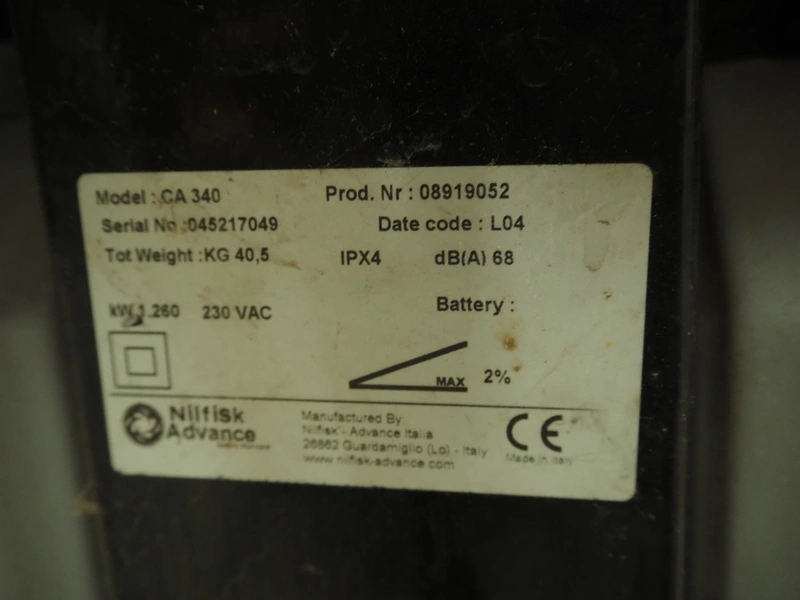 Model : CA 340 Prod. Nr : 08919052
Serial No :045217049 Date code : L04
Tot Weight :KG 40,5 IPX4 dB(A) 68
kW 1.260 230 VAC Battery :
MAX 2%
Nilfisk
Advance
Manufactured By:
Nilfisk - Advance Italia
26862 Guardamiglio (Lo) - Italy
www.nilfisk-advance.com
CE
Made in Italy